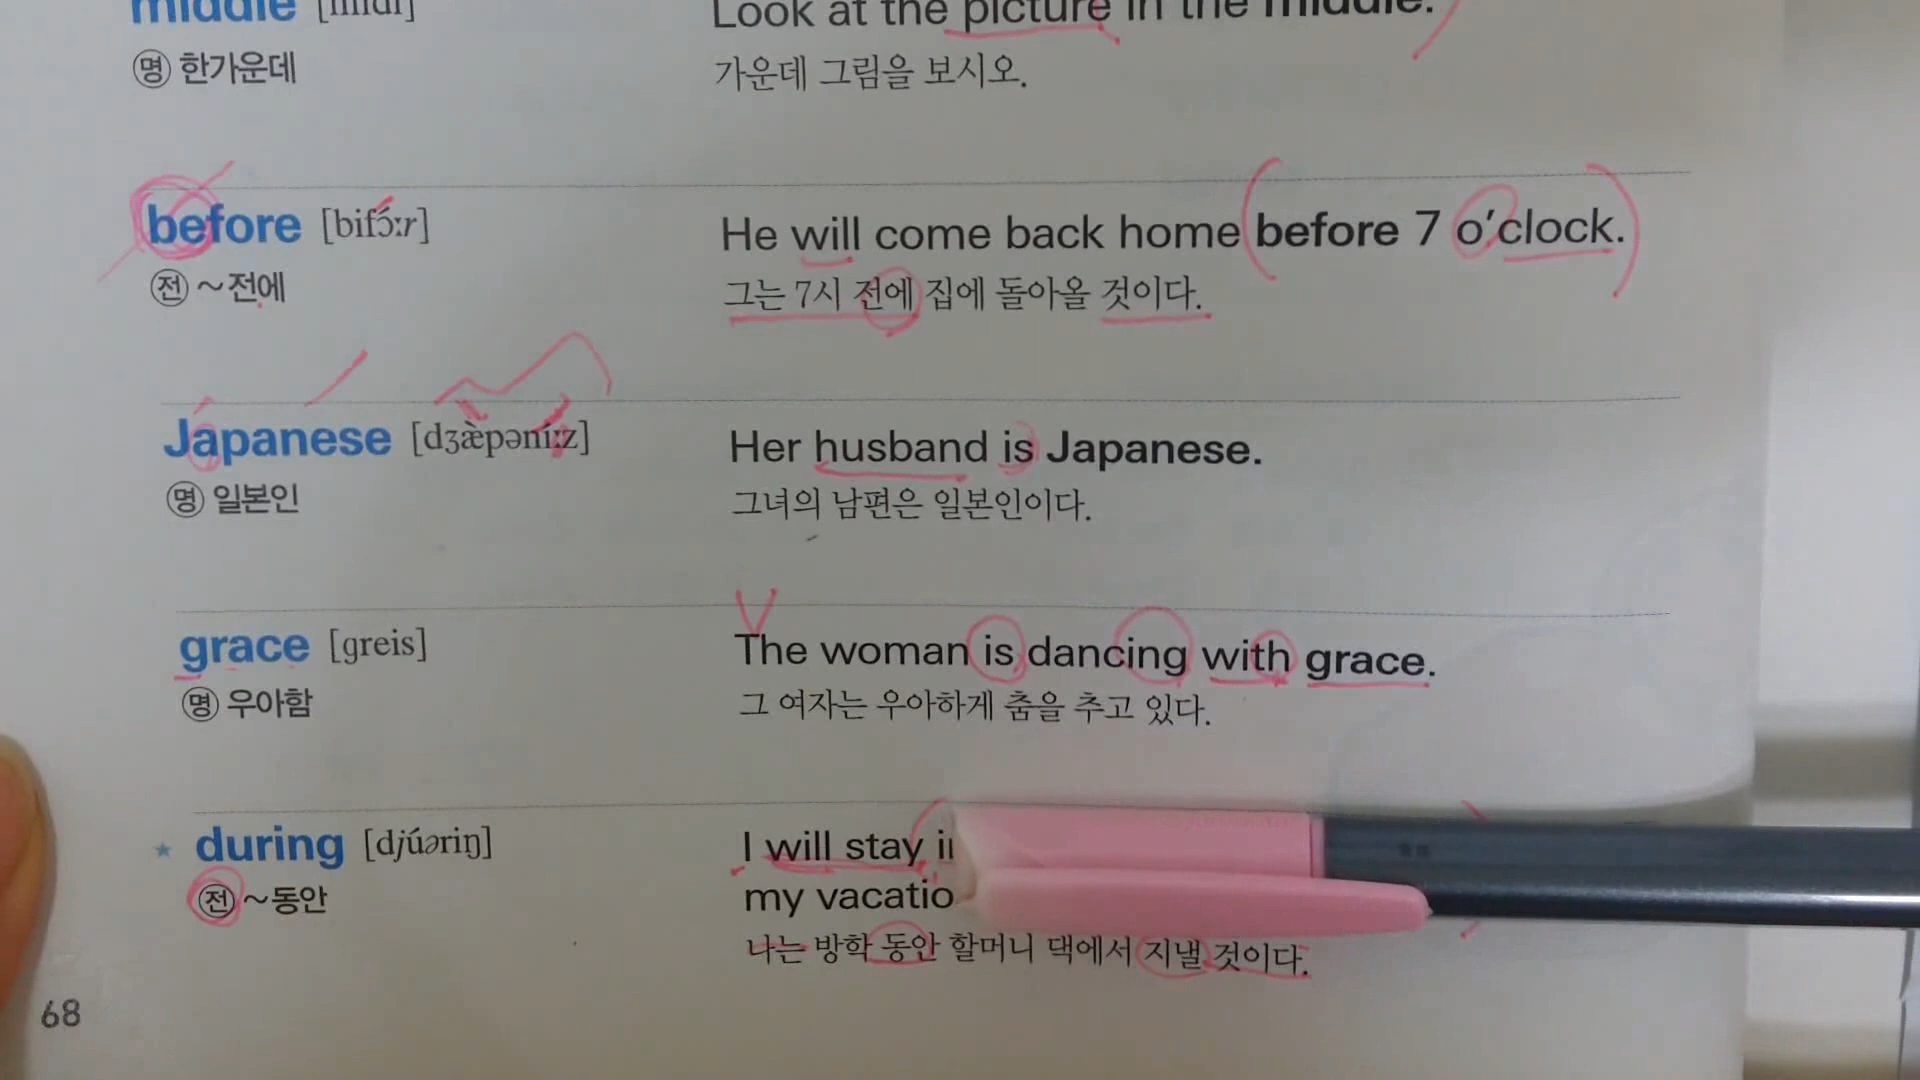 middle [mídl]
Look at the picture in the middle.
명 한가운데
가운데 그림을 보시오.
before [bifɔ́ːr]
He will come back home before 7 o'clock.
전 ~전에
그는 7시 전에 집에 돌아올 것이다.
Japanese [dʒæ̀pəníːz]
Her husband is Japanese.
명 일본인
그녀의 남편은 일본인이다.
grace [greis]
The woman is dancing with grace.
명 우아함
그 여자는 우아하게 춤을 추고 있다.
★ during [djúəriŋ]
I will stay
전 ~동안
my
나는 방학 동안 할머니 댁에서 지낼 것이다.
68